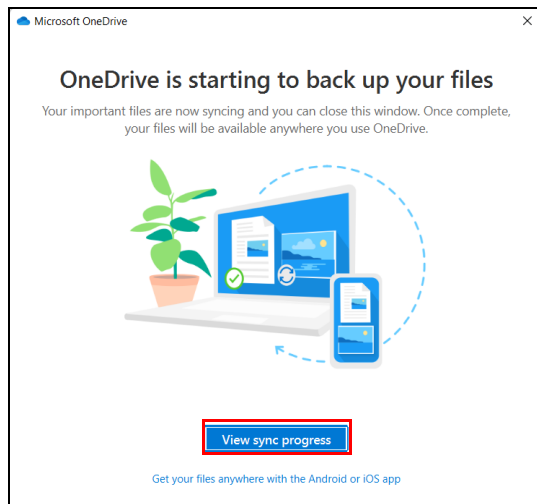 Microsoft OneDrive
OneDrive is starting to back up your files
Your important files are now syncing and you can close this window. Once complete,
your files will be available anywhere you use OneDrive.
View sync progress
Get your files anywhere with the Android or iOS app